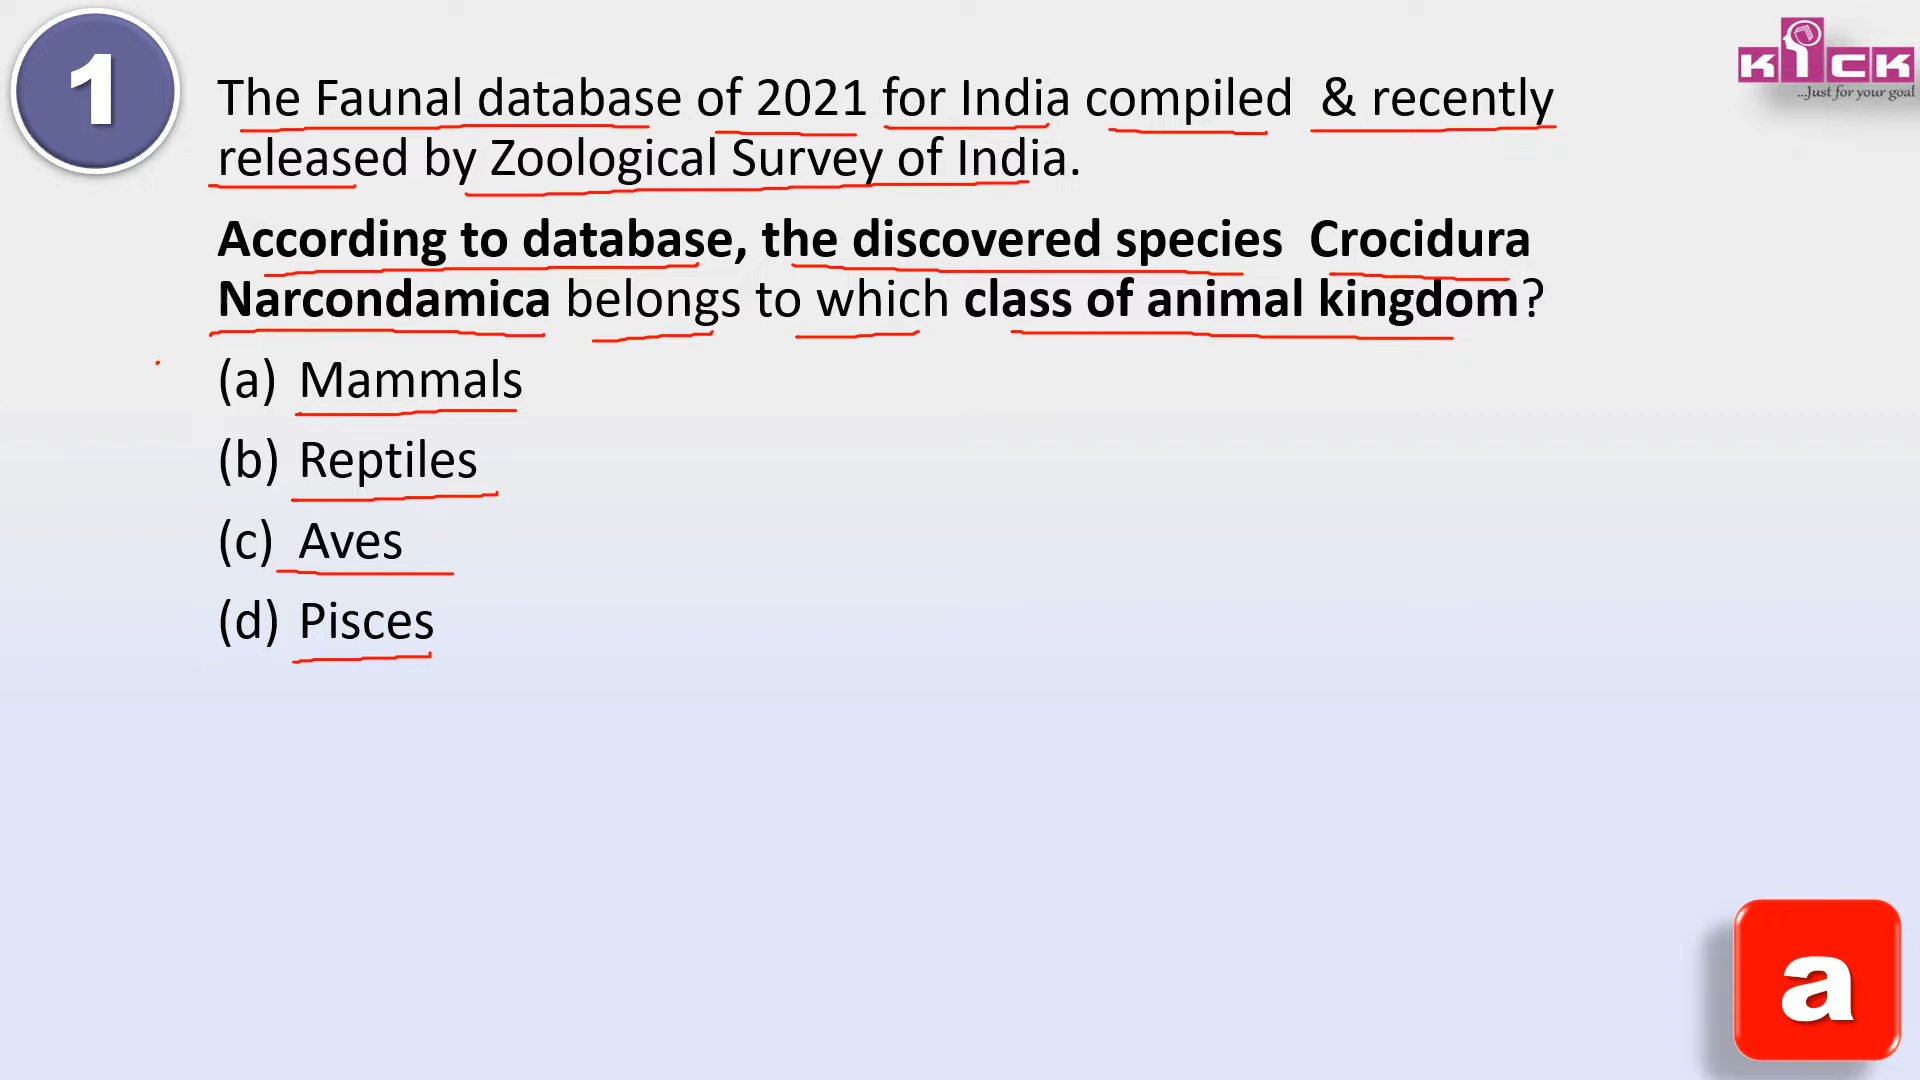 1
KICK
...Just for your goal
The Faunal database of 2021 for India compiled & recently
released by Zoological Survey of India.
According to database, the discovered species Crocidura
Narcondamica belongs to which class of animal kingdom?
(a) Mammals
(b) Reptiles
(c) Aves
(d) Pisces
a